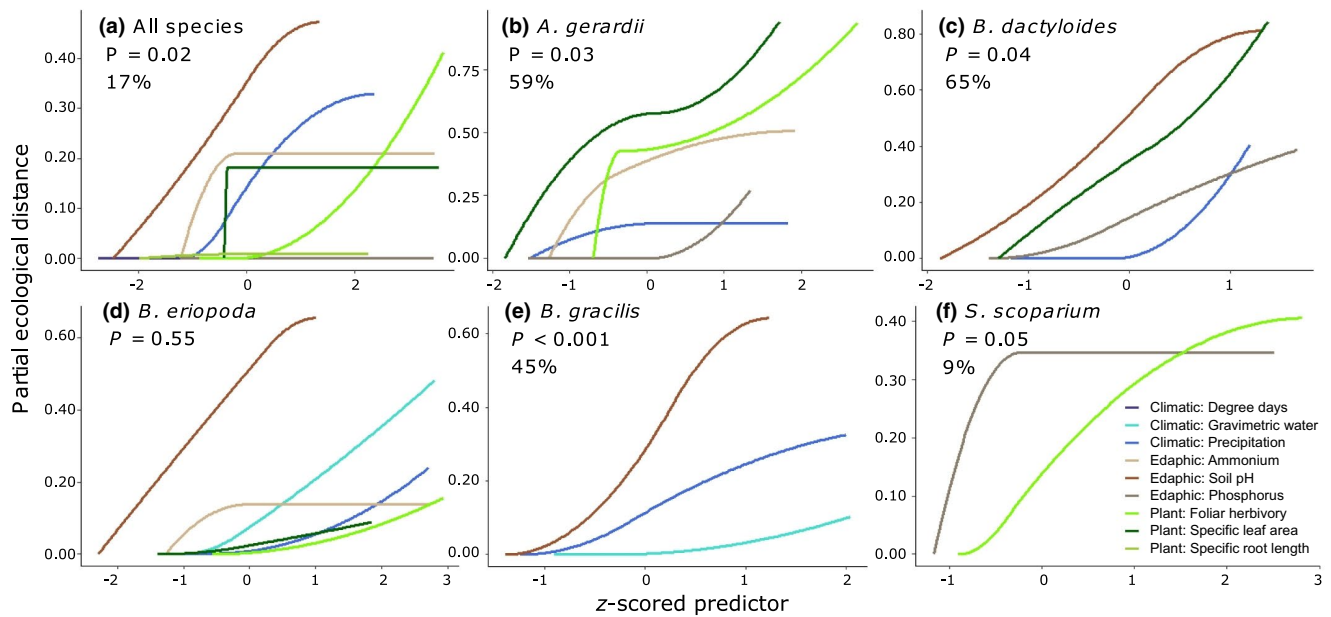 (a) All species
P = 0.02
17%
0.40
0.30
0.20
0.10
0.00
-2
0
2
(b) A. gerardii
P = 0.03
59%
0.75
0.50
0.25
0.00
-2
-1
0
1
2
(c) B. dactyloides
P = 0.04
65%
0.80
0.60
0.40
0.20
0.00
-1
0
1
Partial ecological distance
(d) B. eriopoda
P = 0.55
0.60
0.40
0.20
0.00
-2
-1
0
1
2
3
(e) B. gracilis
P < 0.001
45%
0.60
0.40
0.20
0.00
-1
0
1
2
(f) S. scoparium
P = 0.05
9%
0.40
0.30
0.20
0.10
0.00
-1
0
1
2
3
Climatic: Degree days
Climatic: Gravimetric water
Climatic: Precipitation
Edaphic: Ammonium
Edaphic: Soil pH
Edaphic: Phosphorus
Plant: Foliar herbivory
Plant: Specific leaf area
Plant: Specific root length
z-scored predictor